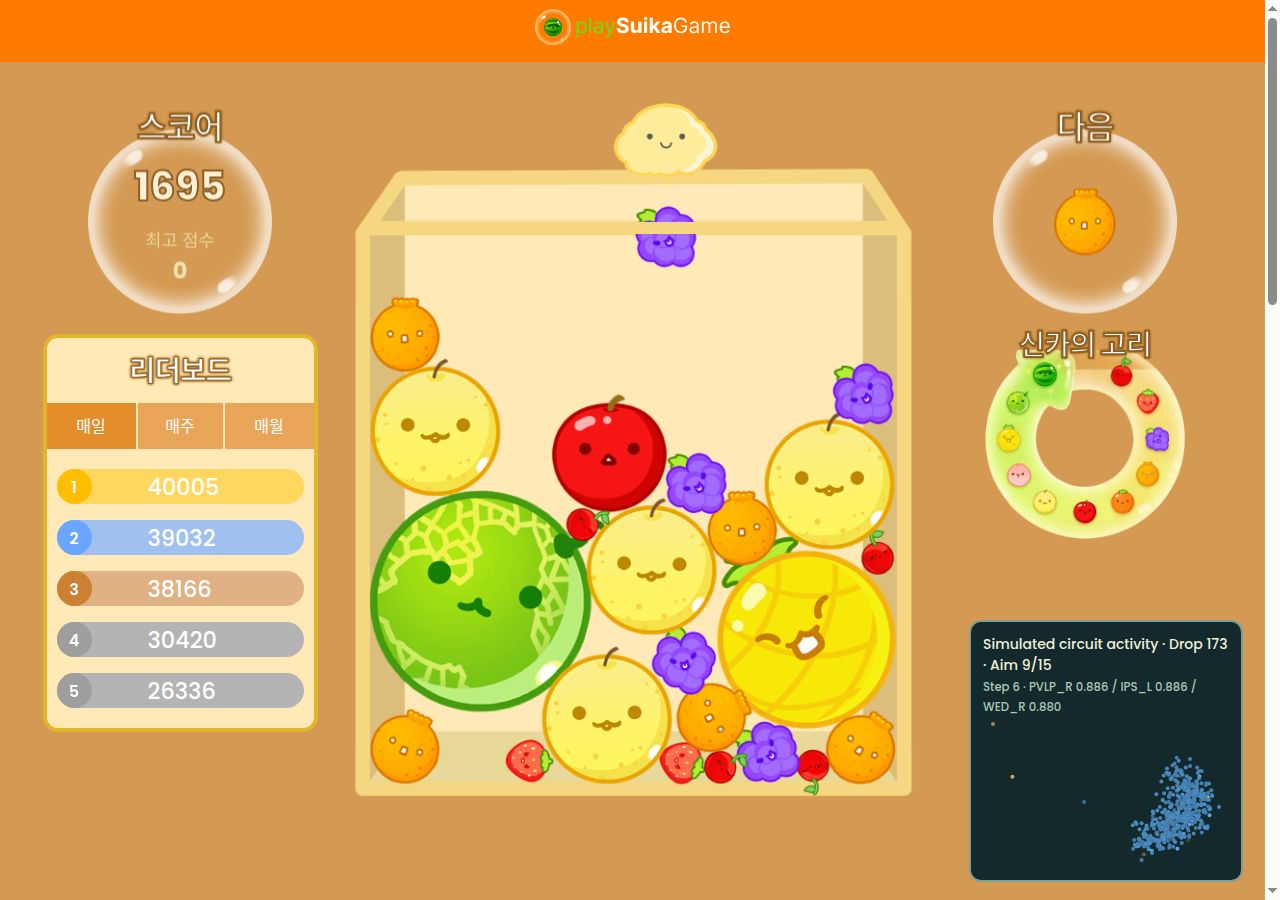 playSuikaGame
스코어
1695
최고 점수
0
다음
신카의 고리
리더보드
매일 매주 매월
1 40005
2 39032
3 38166
4 30420
5 26336
Simulated circuit activity · Drop 173
· Aim 9/15
Step 6 · PVLP_R 0.886 / IPS_L 0.886 /
WED_R 0.880